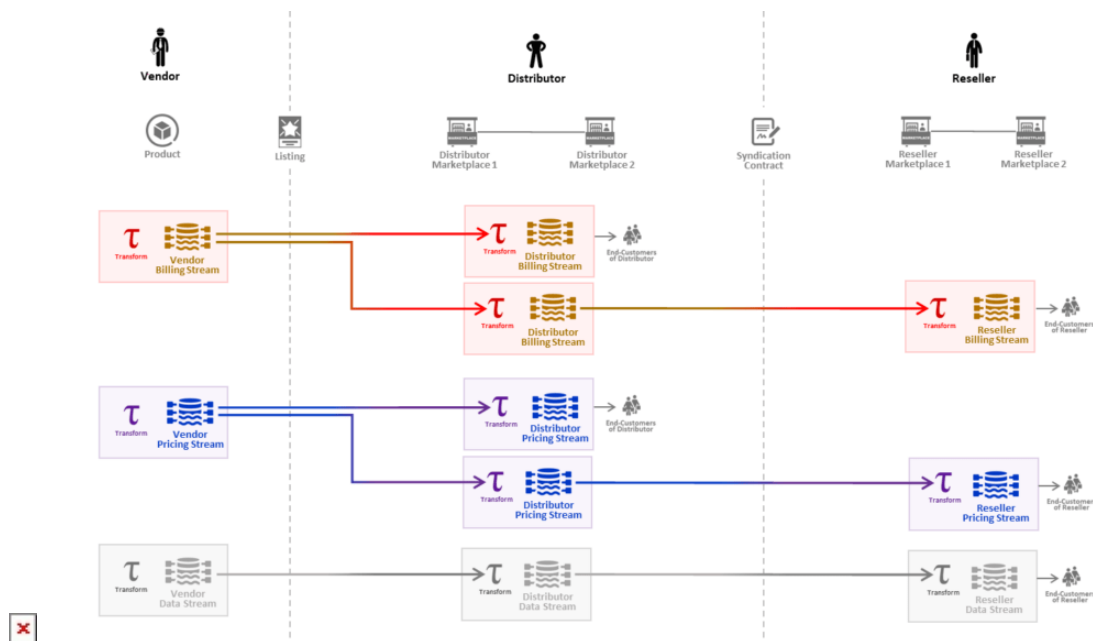 Vendor
Distributor
Reseller
Product
Listing
MARKETPLACE
Distributor
Marketplace 1
MARKETPLACE
Distributor
Marketplace 2
Syndication
Contract
MARKETPLACE
Reseller
Marketplace 1
MARKETPLACE
Reseller
Marketplace 2
τ
Transform
Vendor
Billing Stream
τ
Transform
Distributor
Billing Stream
End-Customers
of Distributor
τ
Transform
Distributor
Billing Stream
τ
Transform
Reseller
Billing Stream
End-Customers
of Reseller
τ
Transform
Vendor
Pricing Stream
τ
Transform
Distributor
Pricing Stream
End-Customers
of Distributor
τ
Transform
Distributor
Pricing Stream
τ
Transform
Reseller
Pricing Stream
End-Customers
of Reseller
τ
Transform
Vendor
Data Stream
τ
Transform
Distributor
Data Stream
τ
Transform
Reseller
Data Stream
End-Customers
of Reseller